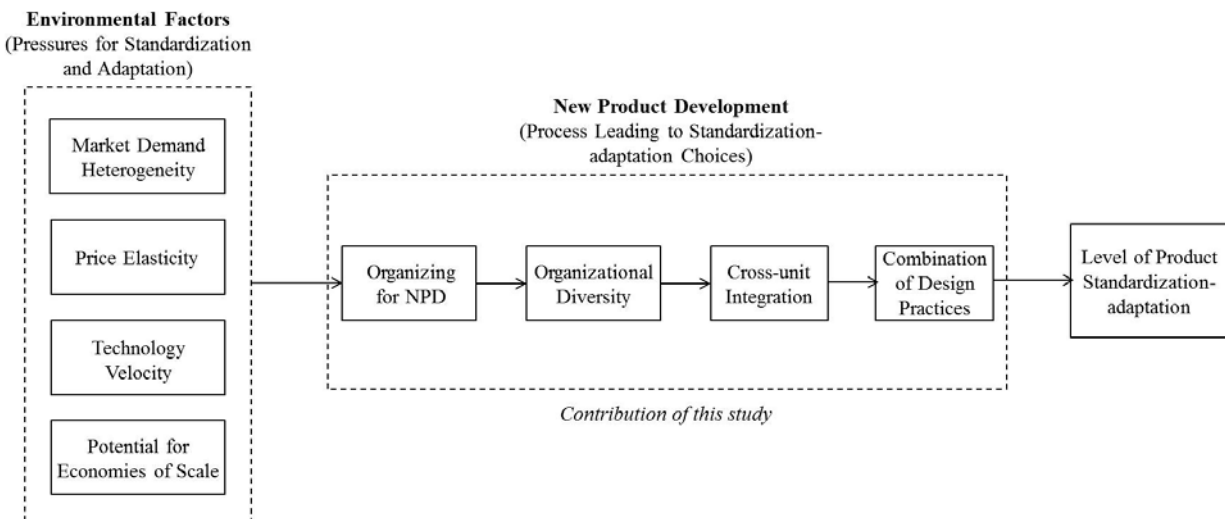 Environmental Factors
(Pressures for Standardization
and Adaptation)
Market Demand
Heterogeneity
Price Elasticity
Technology
Velocity
Potential for
Economies of Scale
New Product Development
(Process Leading to Standardization-
adaptation Choices)
Organizing
for NPD
Organizational
Diversity
Cross-unit
Integration
Combination
of Design
Practices
Contribution of this study
Level of Product
Standardization-
adaptation